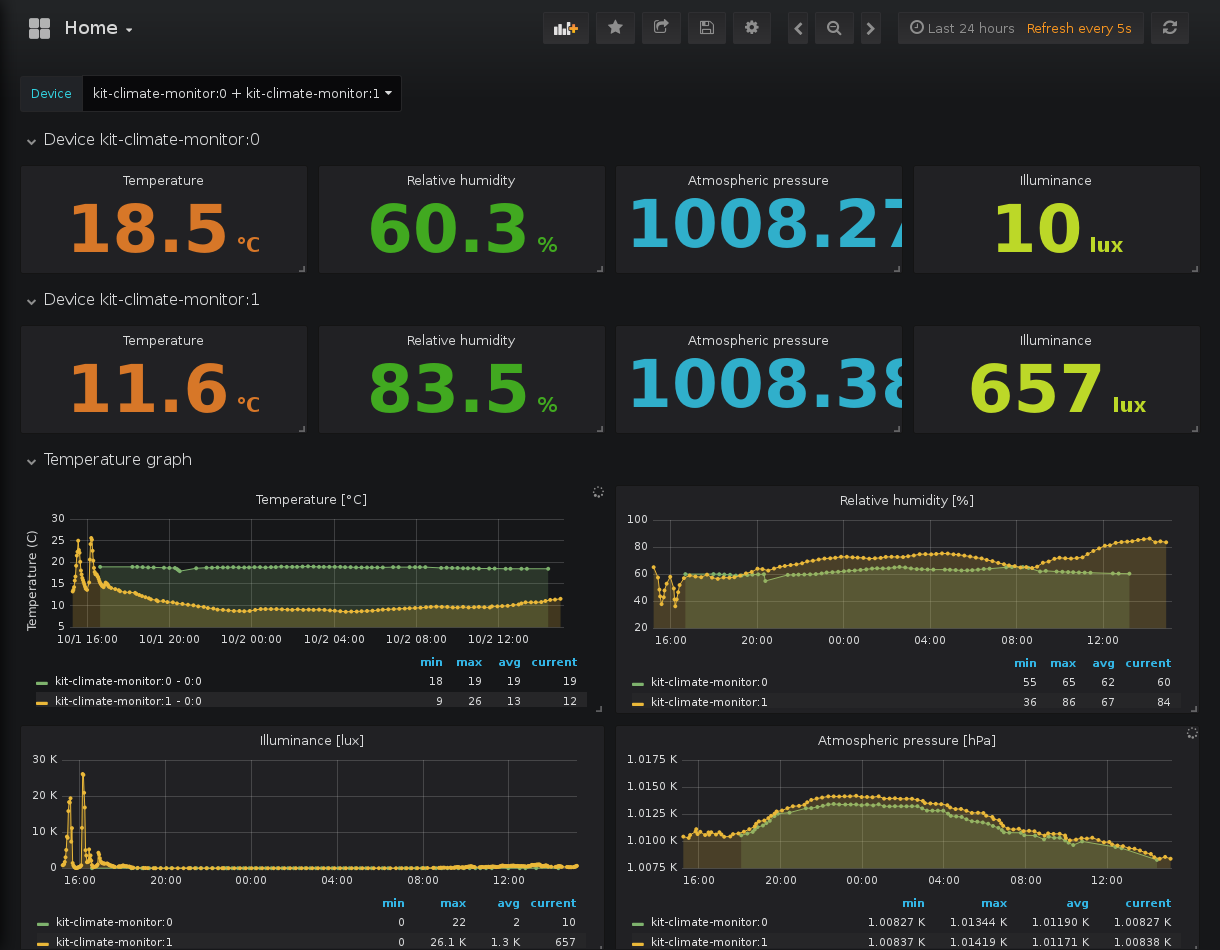 Home
Last 24 hours Refresh every 5s
Device kit-climate-monitor:0 + kit-climate-monitor:1
Device kit-climate-monitor:0
Temperature Relative humidity Atmospheric pressure Illuminance
18.5 °C 60.3 % 1008.27 10 lux
Device kit-climate-monitor:1
Temperature Relative humidity Atmospheric pressure Illuminance
11.6 °C 83.5 % 1008.38 657 lux
Temperature graph
Temperature [°C]
Temperature (C)
30
25
20
15
10
5
10/1 16:00 10/1 20:00 10/2 00:00 10/2 04:00 10/2 08:00 10/2 12:00
min max avg current
kit-climate-monitor:0 - 0:0 18 19 19 19
kit-climate-monitor:1 - 0:0 9 26 13 12
Relative humidity [%]
100
80
60
40
20
16:00 20:00 00:00 04:00 08:00 12:00
min max avg current
kit-climate-monitor:0 55 65 62 60
kit-climate-monitor:1 36 86 67 84
Illuminance [lux]
30 K
20 K
10 K
0
16:00 20:00 00:00 04:00 08:00 12:00
min max avg current
kit-climate-monitor:0 0 22 2 10
kit-climate-monitor:1 0 26.1 K 1.3 K 657
Atmospheric pressure [hPa]
1.0175 K
1.0150 K
1.0125 K
1.0100 K
1.0075 K
16:00 20:00 00:00 04:00 08:00 12:00
min max avg current
kit-climate-monitor:0 1.00827 K 1.01344 K 1.01190 K 1.00827 K
kit-climate-monitor:1 1.00837 K 1.01419 K 1.01171 K 1.00838 K